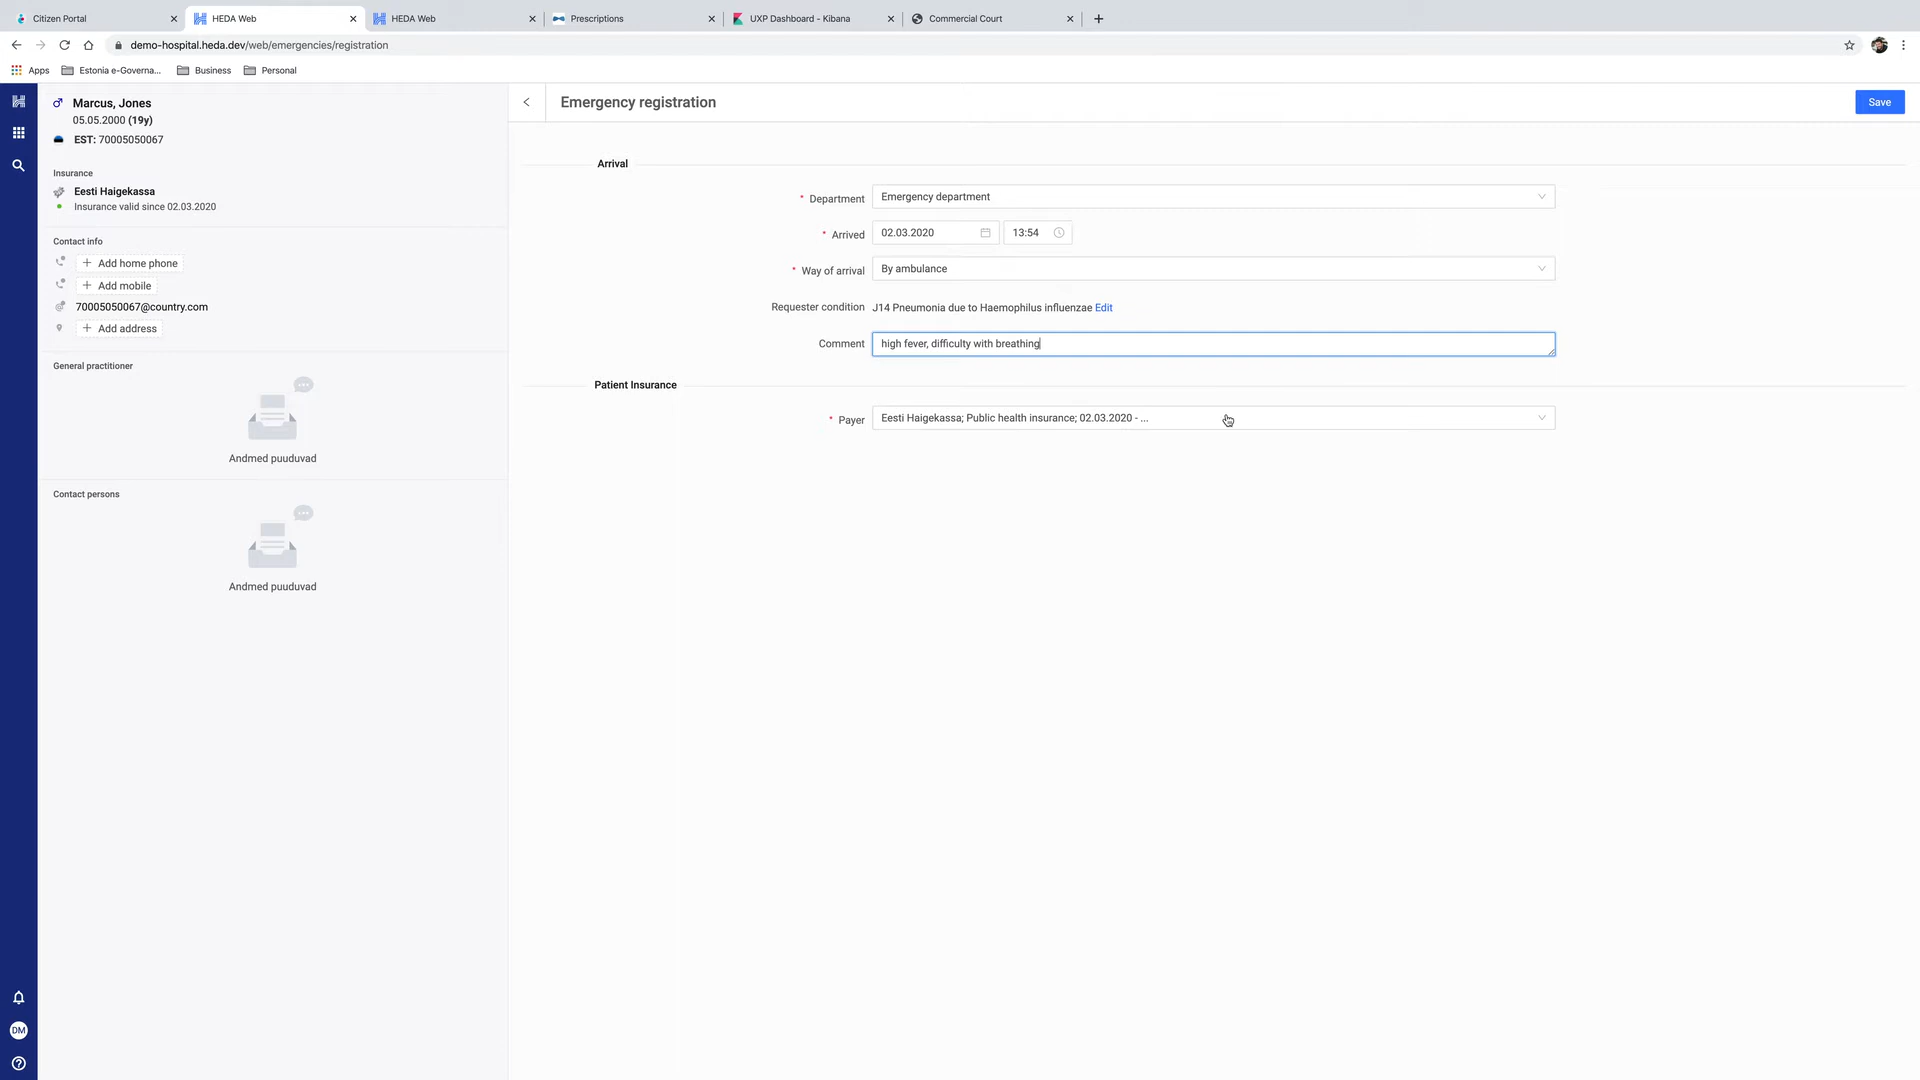 Citizen Portal
HEDA Web
HEDA Web
Prescriptions
UXP Dashboard - Kibana
Commercial Court
demo-hospital.heda.dev/web/emergencies/registration
Apps
Estonia e-Governa...
Business
Personal
Marcus, Jones
05.05.2000 (19y)
EST: 70005050067
Insurance
Eesti Haigekassa
Insurance valid since 02.03.2020
Contact info
+ Add home phone
+ Add mobile
70005050067@country.com
+ Add address
General practitioner
Andmed puuduvad
Contact persons
Andmed puuduvad
DM
Emergency registration
Save
Arrival
* Department
Emergency department
* Arrived
02.03.2020
13:54
* Way of arrival
By ambulance
Requester condition
J14 Pneumonia due to Haemophilus influenzae Edit
Comment
high fever, difficulty with breathing
Patient Insurance
* Payer
Eesti Haigekassa; Public health insurance; 02.03.2020 - ...